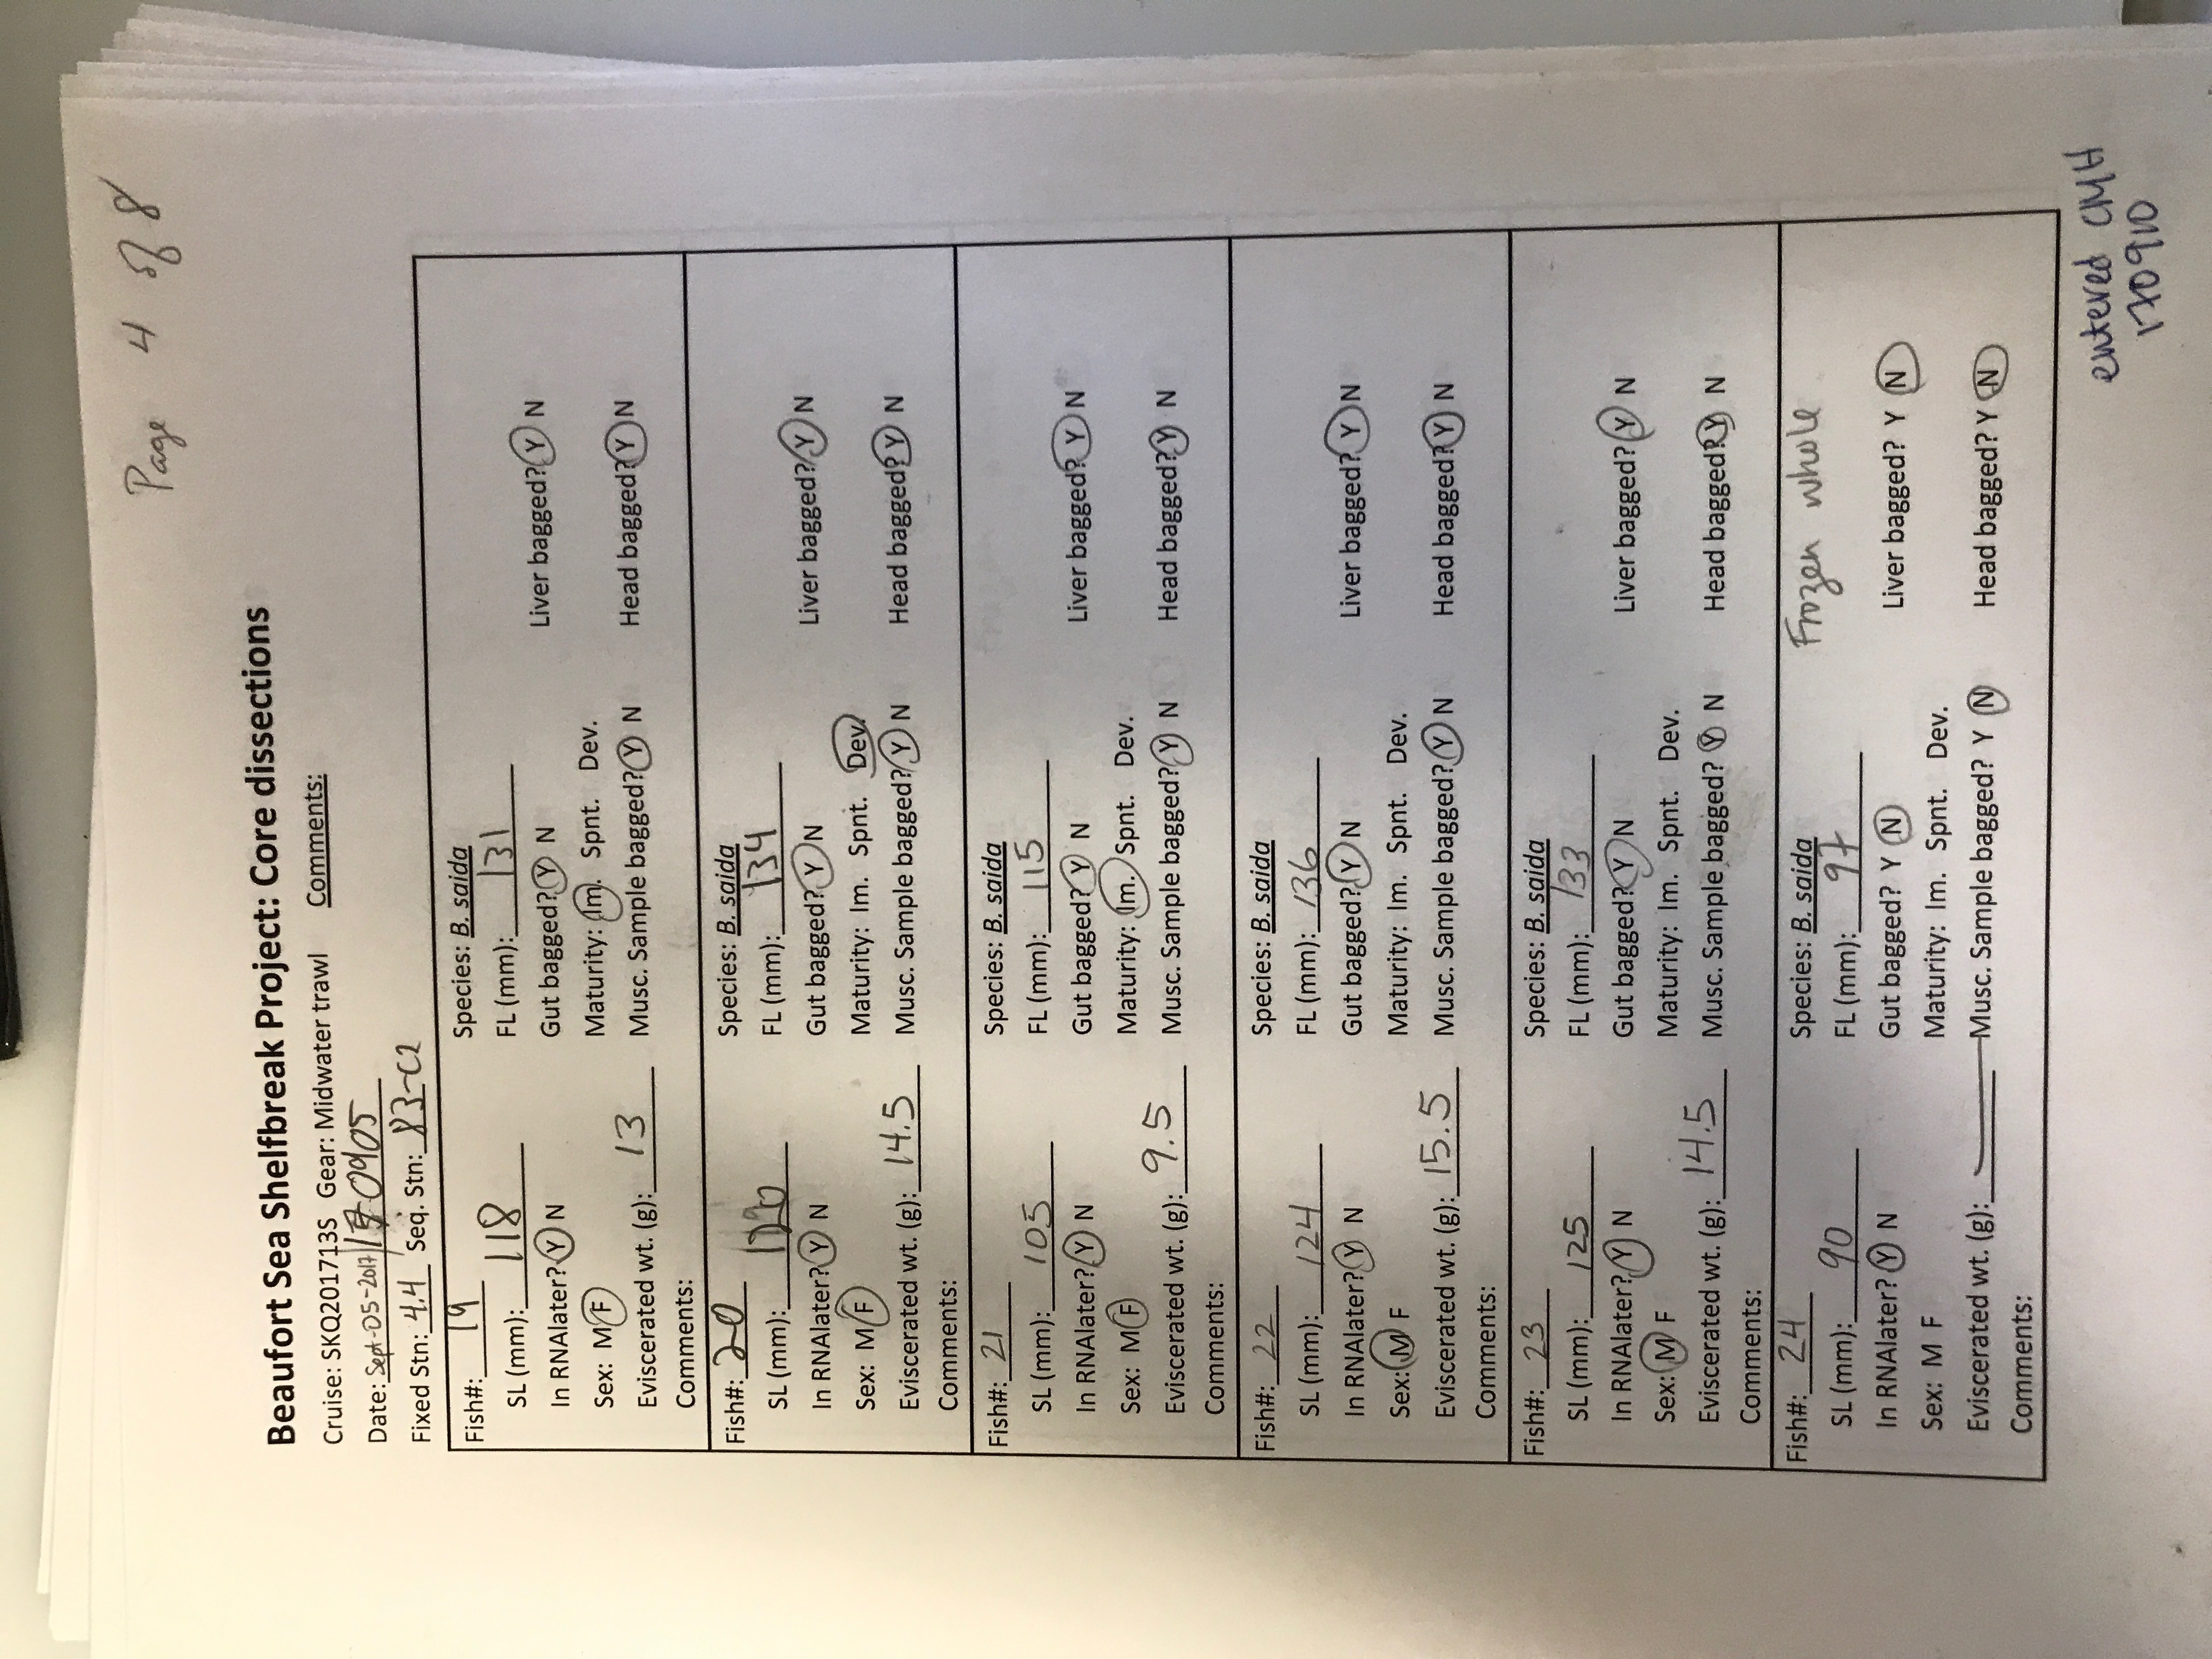 Page 4 of 8
Beaufort Sea Shelfbreak Project: Core dissections
Cruise: SKQ201713S Gear: Midwater trawl Comments:
Date: Sept-05-2017 170905
Fixed Stn: 4.4 Seq. Stn: 83-C2
Fish#: 19 Species: B. saida
SL (mm): 118 FL (mm): 131
In RNAlater? Y N Gut bagged? Y N Liver bagged? Y N
Sex: M F Maturity: Im. Spnt. Dev.
Eviscerated wt. (g): 13 Musc. Sample bagged? Y N Head bagged? Y N
Comments:
Fish#: 20 Species: B. saida
SL (mm): 120 FL (mm): 134
In RNAlater? Y N Gut bagged? Y N Liver bagged? Y N
Sex: M F Maturity: Im. Spnt. Dev.
Eviscerated wt. (g): 14.5 Musc. Sample bagged? Y N Head bagged? Y N
Comments:
Fish#: 21 Species: B. saida
SL (mm): 105 FL (mm): 115
In RNAlater? Y N Gut bagged? Y N Liver bagged? Y N
Sex: M F Maturity: Im. Spnt. Dev.
Eviscerated wt. (g): 9.5 Musc. Sample bagged? Y N Head bagged? Y N
Comments:
Fish#: 22 Species: B. saida
SL (mm): 124 FL (mm): 136
In RNAlater? Y N Gut bagged? Y N Liver bagged? Y N
Sex: M F Maturity: Im. Spnt. Dev.
Eviscerated wt. (g): 15.5 Musc. Sample bagged? Y N Head bagged? Y N
Comments:
Fish#: 23 Species: B. saida
SL (mm): 125 FL (mm): 133
In RNAlater? Y N Gut bagged? Y N Liver bagged? Y N
Sex: M F Maturity: Im. Spnt. Dev.
Eviscerated wt. (g): 14.5 Musc. Sample bagged? Y N Head bagged? Y N
Comments:
Fish#: 24 Species: B. saida Frozen whole
SL (mm): 90 FL (mm): 97
In RNAlater? Y N Gut bagged? Y N Liver bagged? Y N
Sex: M F Maturity: Im. Spnt. Dev.
Eviscerated wt. (g): Musc. Sample bagged? Y N Head bagged? Y N
Comments:
entered CMH
170910